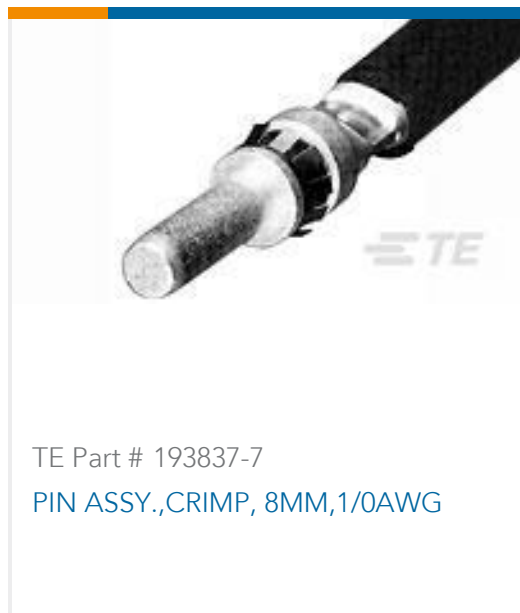 TE
TE Part # 193837-7
PIN ASSY.,CRIMP, 8MM,1/0AWG